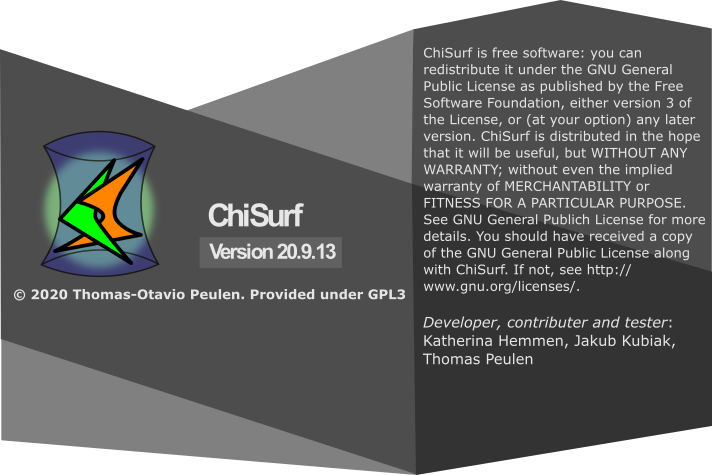 ChiSurf
Version 20.9.13
© 2020 Thomas-Otavio Peulen. Provided under GPL3
ChiSurf is free software: you can
redistribute it under the GNU General
Public License as published by the Free
Software Foundation, either version 3 of
the License, or (at your option) any later
version. ChiSurf is distributed in the hope
that it will be useful, but WITHOUT ANY
WARRANTY; without even the implied
warranty of MERCHANTABILITY or
FITNESS FOR A PARTICULAR PURPOSE.
See GNU General Publich License for more
details. You should have received a copy
of the GNU General Public License along
with ChiSurf. If not, see http://
www.gnu.org/licenses/.
Developer, contributer and tester:
Katherina Hemmen, Jakub Kubiak,
Thomas Peulen